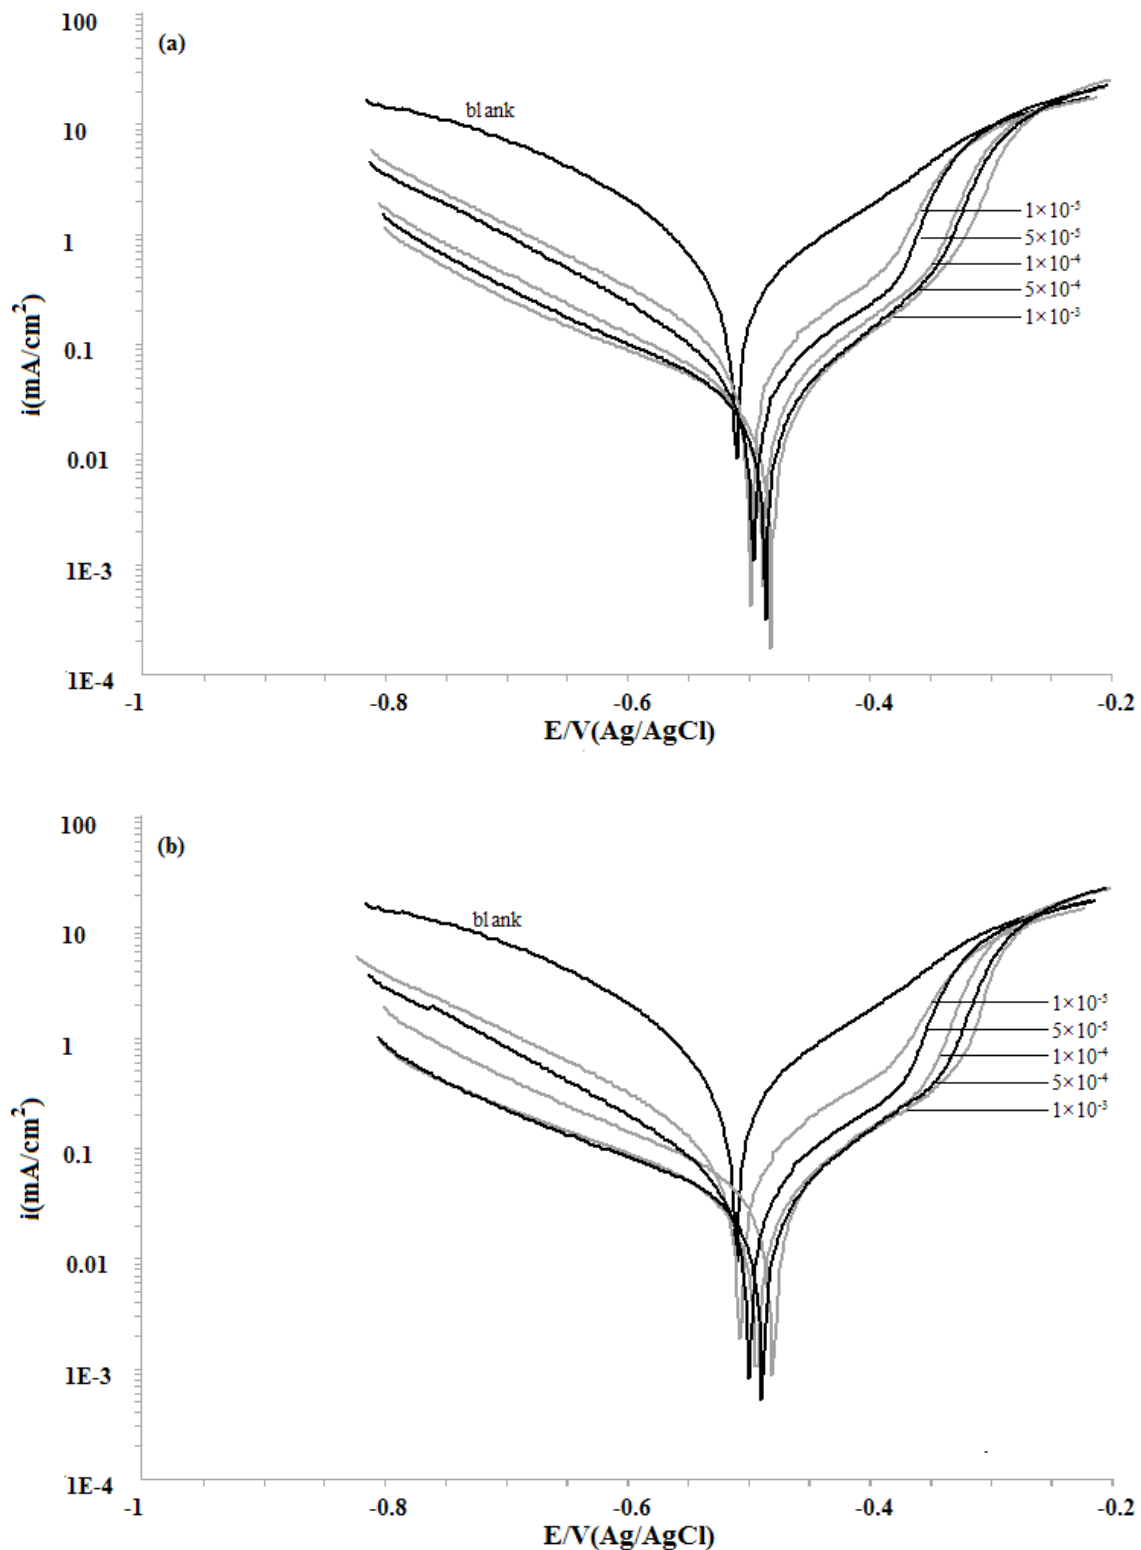 100
(a)
blank
10
1×10⁻⁵
5×10⁻⁵
1
1×10⁻⁴
5×10⁻⁴
1×10⁻³
0.1
i(mA/cm²)
0.01
1E-3
1E-4
-1 -0.8 -0.6 -0.4 -0.2
E/V(Ag/AgCl)
100
(b)
blank
10
1×10⁻⁵
5×10⁻⁵
1
1×10⁻⁴
5×10⁻⁴
1×10⁻³
0.1
i(mA/cm²)
0.01
1E-3
1E-4
-1 -0.8 -0.6 -0.4 -0.2
E/V(Ag/AgCl)